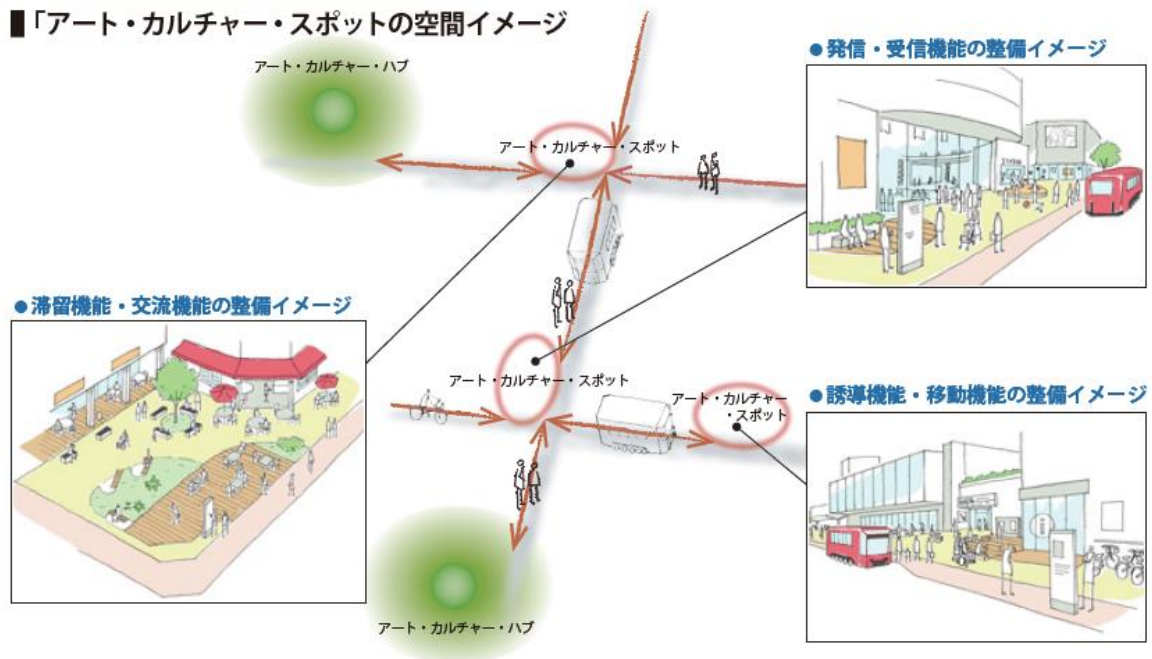 ■「アート・カルチャー・スポットの空間イメージ
アート・カルチャー・ハブ
●発信・受信機能の整備イメージ
アート・カルチャー・スポット
●滞留機能・交流機能の整備イメージ
アート・カルチャー・スポット
アート・カルチャー
・スポット
●誘導機能・移動機能の整備イメージ
アート・カルチャー・ハブ